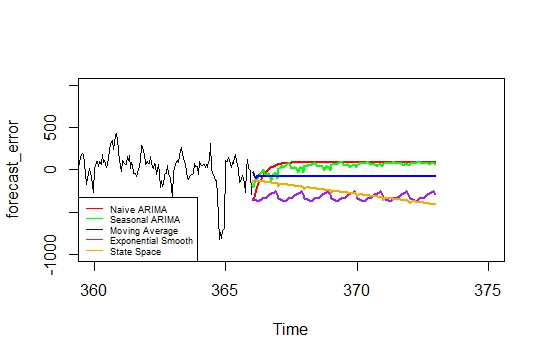 forecast_error
500
0
-1000
Naive ARIMA
Seasonal ARIMA
Moving Average
Exponential Smooth
State Space
360
365
370
375
Time